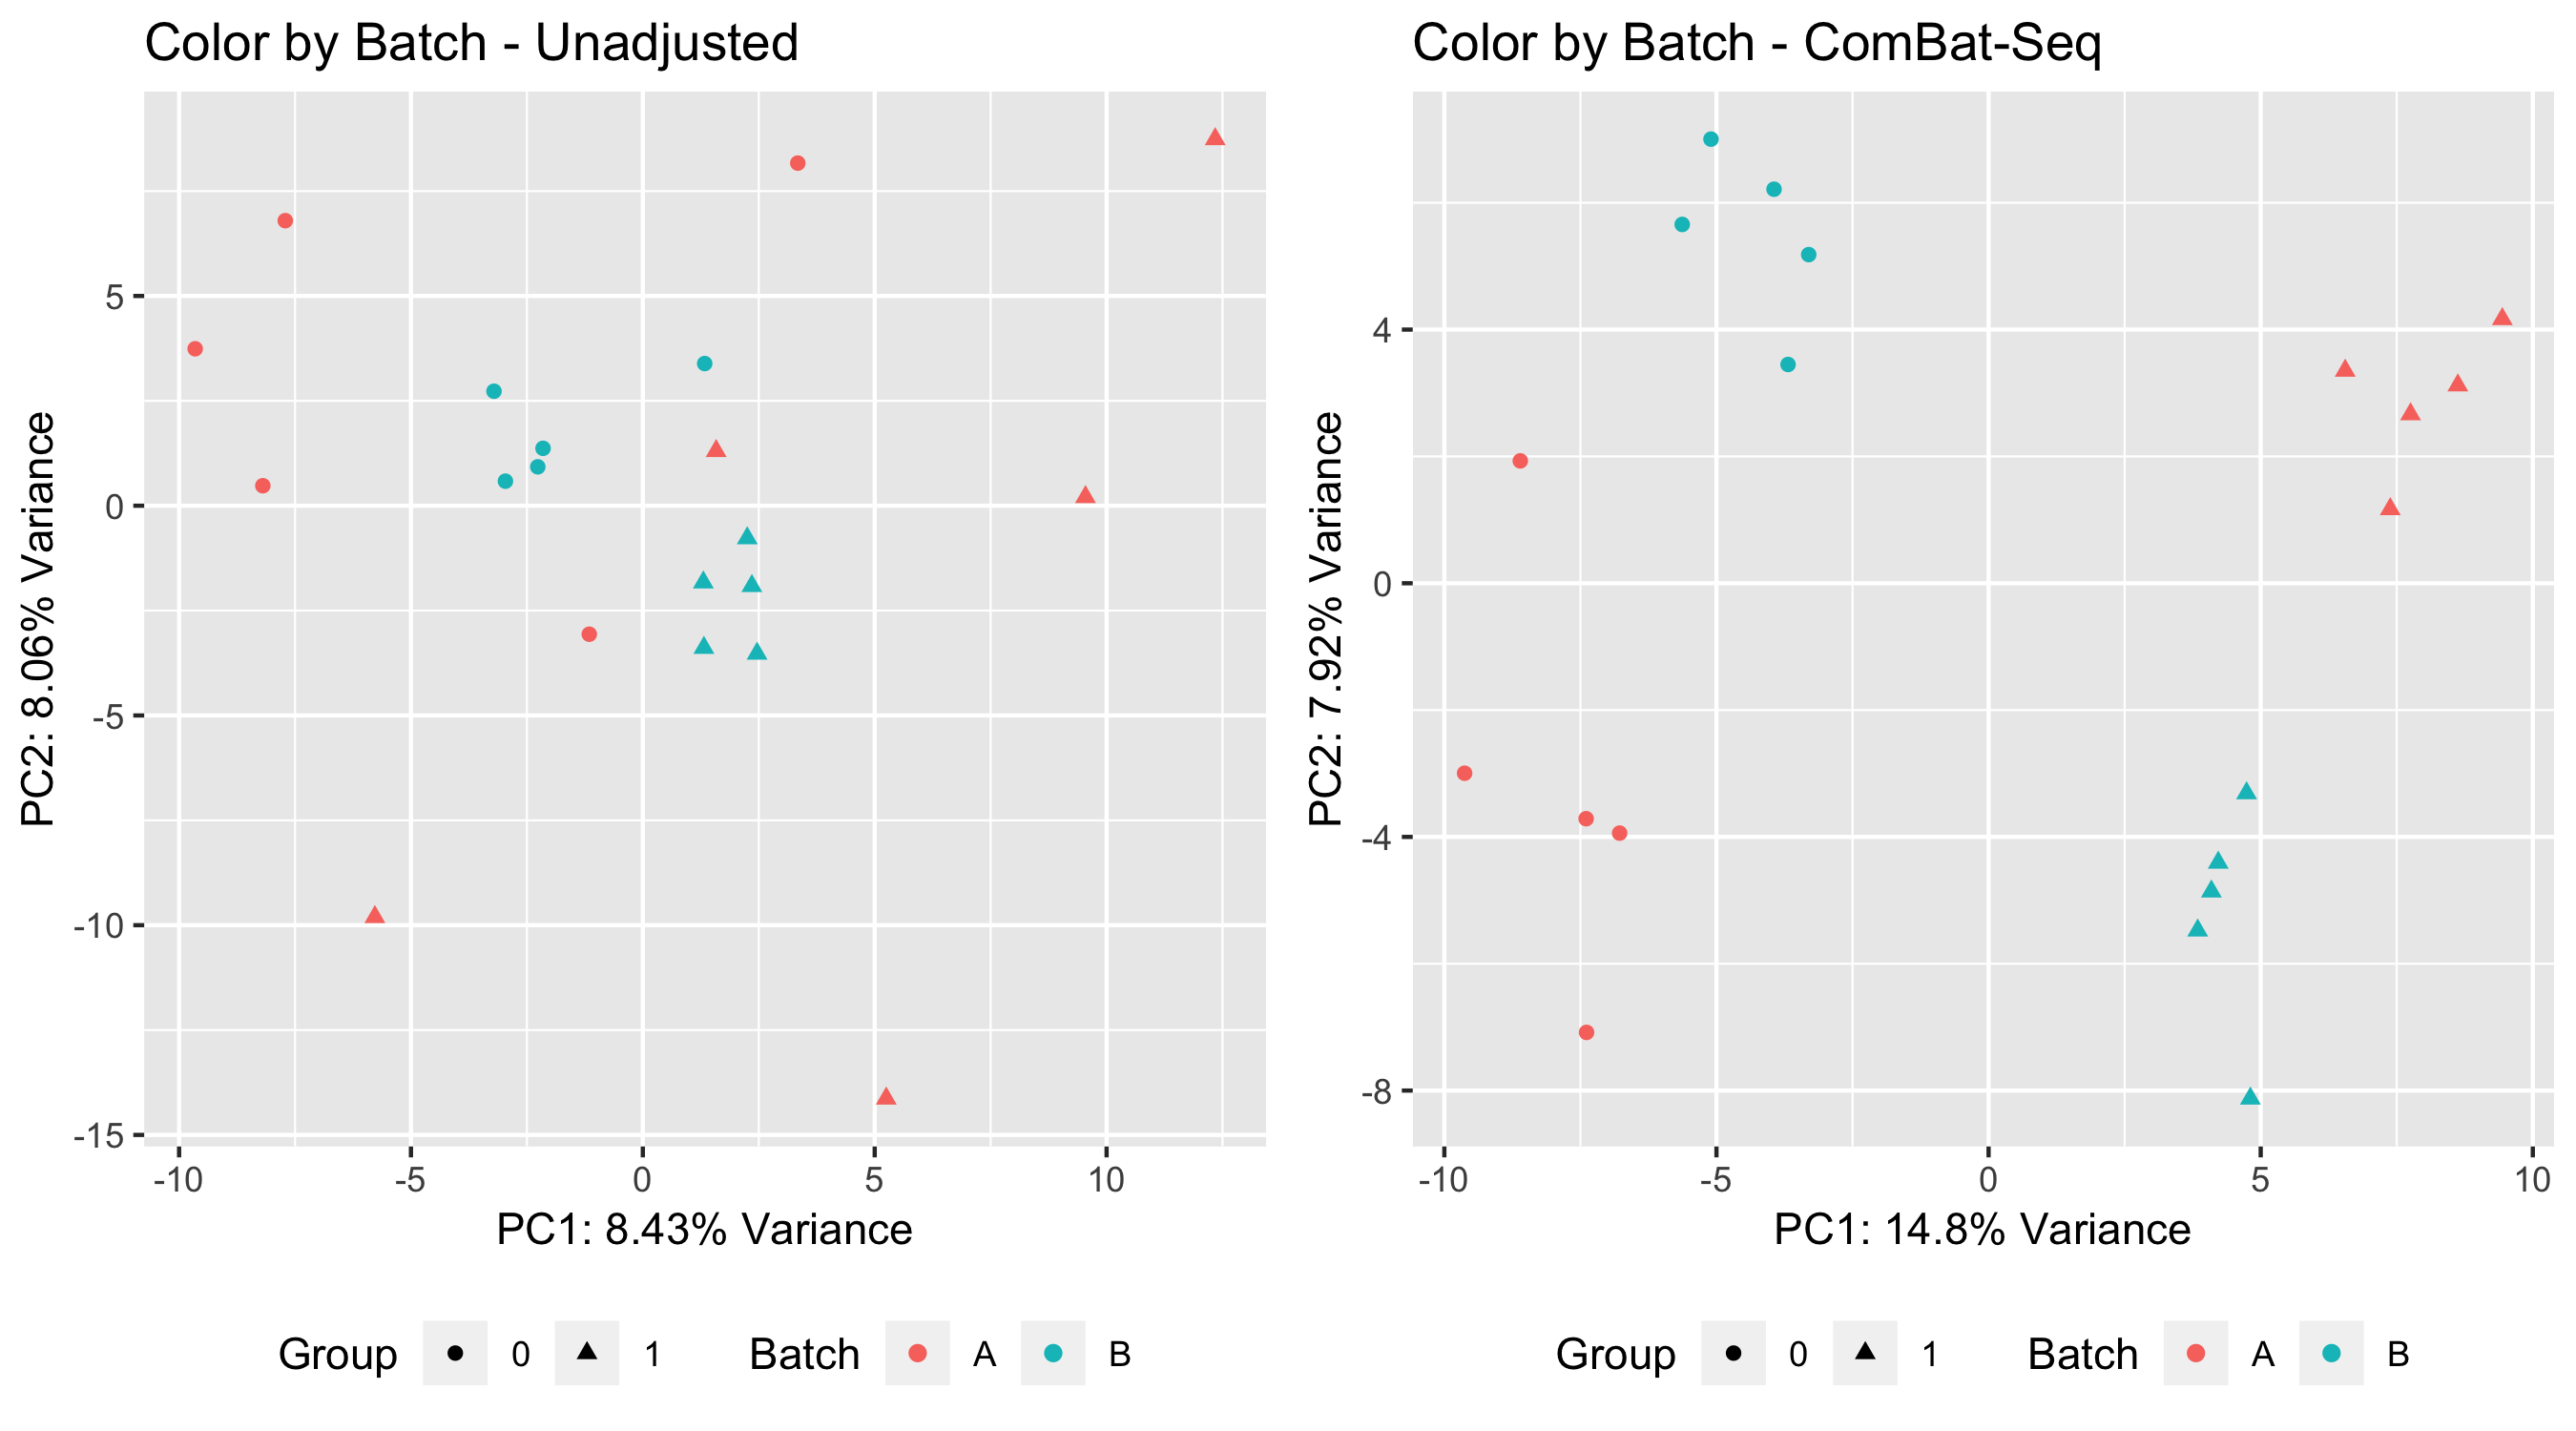 Color by Batch - Unadjusted
PC2: 8.06% Variance
5
0
-5
-10
-15
-10 -5 0 5 10
PC1: 8.43% Variance
Group 0 1 Batch A B
Color by Batch - ComBat-Seq
PC2: 7.92% Variance
4
0
-4
-8
-10 -5 0 5 10
PC1: 14.8% Variance
Group 0 1 Batch A B